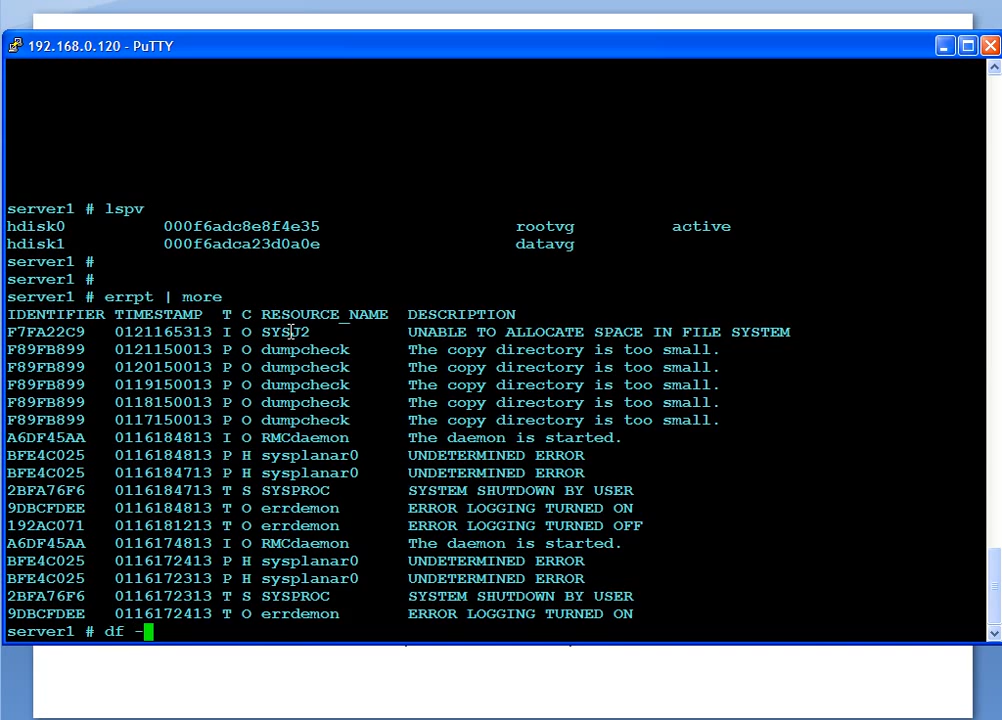 192.168.0.120 - PuTTY
server1 # lspv
hdisk0 000f6adc8e8f4e35 rootvg active
hdisk1 000f6adca23d0a0e datavg
server1 #
server1 #
server1 # errpt | more
IDENTIFIER TIMESTAMP T C RESOURCE_NAME DESCRIPTION
F7FA22C9 0121165313 I O SYSJ2 UNABLE TO ALLOCATE SPACE IN FILE SYSTEM
F89FB899 0121150013 P O dumpcheck The copy directory is too small.
F89FB899 0120150013 P O dumpcheck The copy directory is too small.
F89FB899 0119150013 P O dumpcheck The copy directory is too small.
F89FB899 0118150013 P O dumpcheck The copy directory is too small.
F89FB899 0117150013 P O dumpcheck The copy directory is too small.
A6DF45AA 0116184813 I O RMCdaemon The daemon is started.
BFE4C025 0116184813 P H sysplanar0 UNDETERMINED ERROR
BFE4C025 0116184713 P H sysplanar0 UNDETERMINED ERROR
2BFA76F6 0116184713 T S SYSPROC SYSTEM SHUTDOWN BY USER
9DBCFDEE 0116184813 T O errdemon ERROR LOGGING TURNED ON
192AC071 0116181213 T O errdemon ERROR LOGGING TURNED OFF
A6DF45AA 0116174813 I O RMCdaemon The daemon is started.
BFE4C025 0116172413 P H sysplanar0 UNDETERMINED ERROR
BFE4C025 0116172313 P H sysplanar0 UNDETERMINED ERROR
2BFA76F6 0116172313 T S SYSPROC SYSTEM SHUTDOWN BY USER
9DBCFDEE 0116172413 T O errdemon ERROR LOGGING TURNED ON
server1 # df -